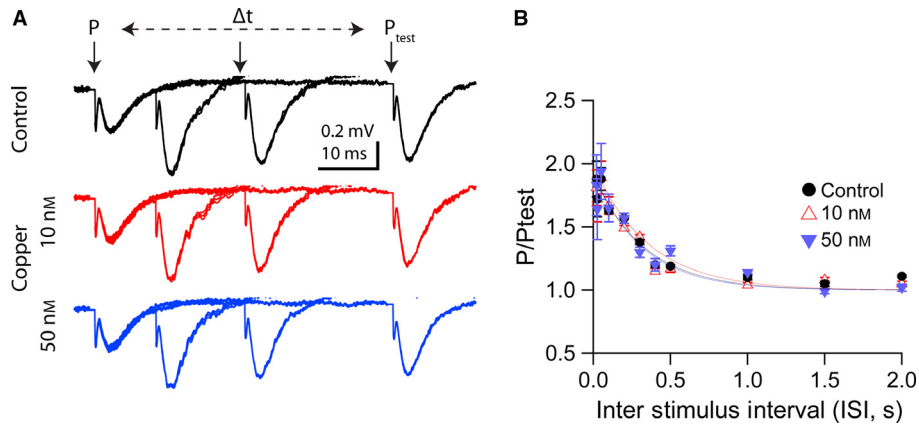 A
Δt
P
Ptest
Control
0.2 mV
10 ms
Copper
10 nM
50 nM
B
P/Ptest
2.5
2.0
1.5
1.0
0.5
Control
10 nM
50 nM
0.0 0.5 1.0 1.5 2.0
Inter stimulus interval (ISI, s)